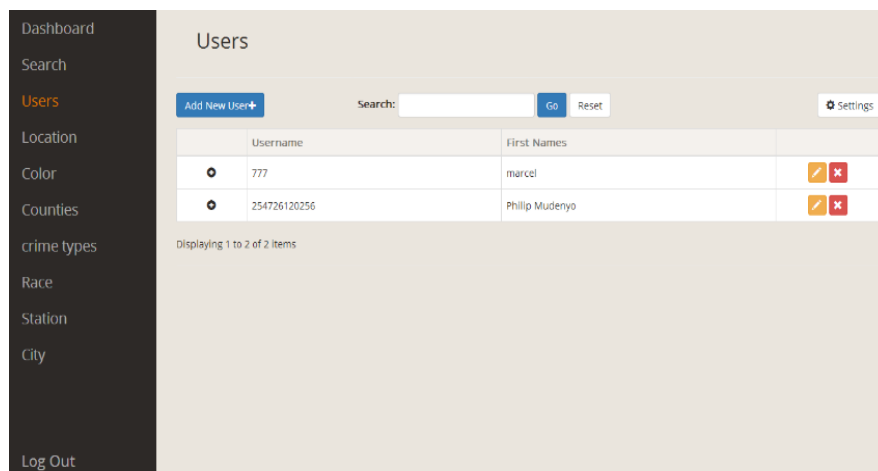 Dashboard
Search
Users
Location
Color
Counties
crime types
Race
Station
City
Log Out
Users
Add New User+
Search:
Go
Reset
Settings
Username First Names
777 marcel
254726120256 Philip Mudenyo
Displaying 1 to 2 of 2 items